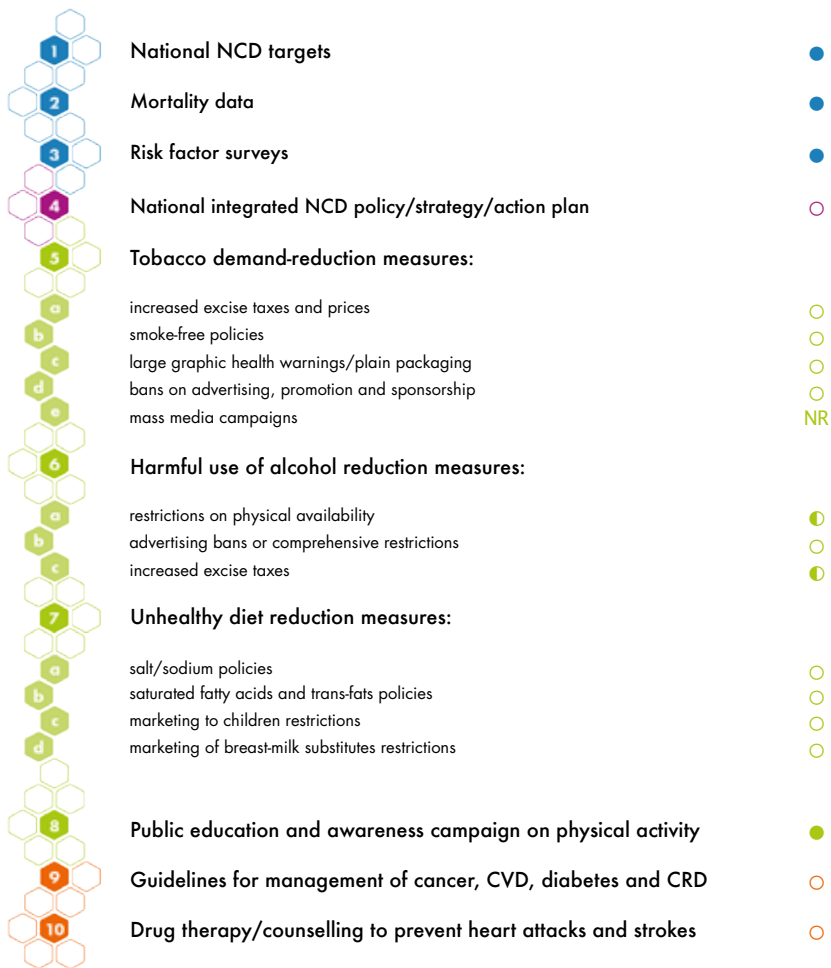 1 National NCD targets ●
2 Mortality data ●
3 Risk factor surveys ●
4 National integrated NCD policy/strategy/action plan ○
5 Tobacco demand-reduction measures:
a increased excise taxes and prices ○
b smoke-free policies ○
c large graphic health warnings/plain packaging ○
d bans on advertising, promotion and sponsorship ○
e mass media campaigns NR
6 Harmful use of alcohol reduction measures:
a restrictions on physical availability ◐
b advertising bans or comprehensive restrictions ○
c increased excise taxes ◐
7 Unhealthy diet reduction measures:
a salt/sodium policies ○
b saturated fatty acids and trans-fats policies ○
c marketing to children restrictions ○
d marketing of breast-milk substitutes restrictions ○
8 Public education and awareness campaign on physical activity ●
9 Guidelines for management of cancer, CVD, diabetes and CRD ○
10 Drug therapy/counselling to prevent heart attacks and strokes ○